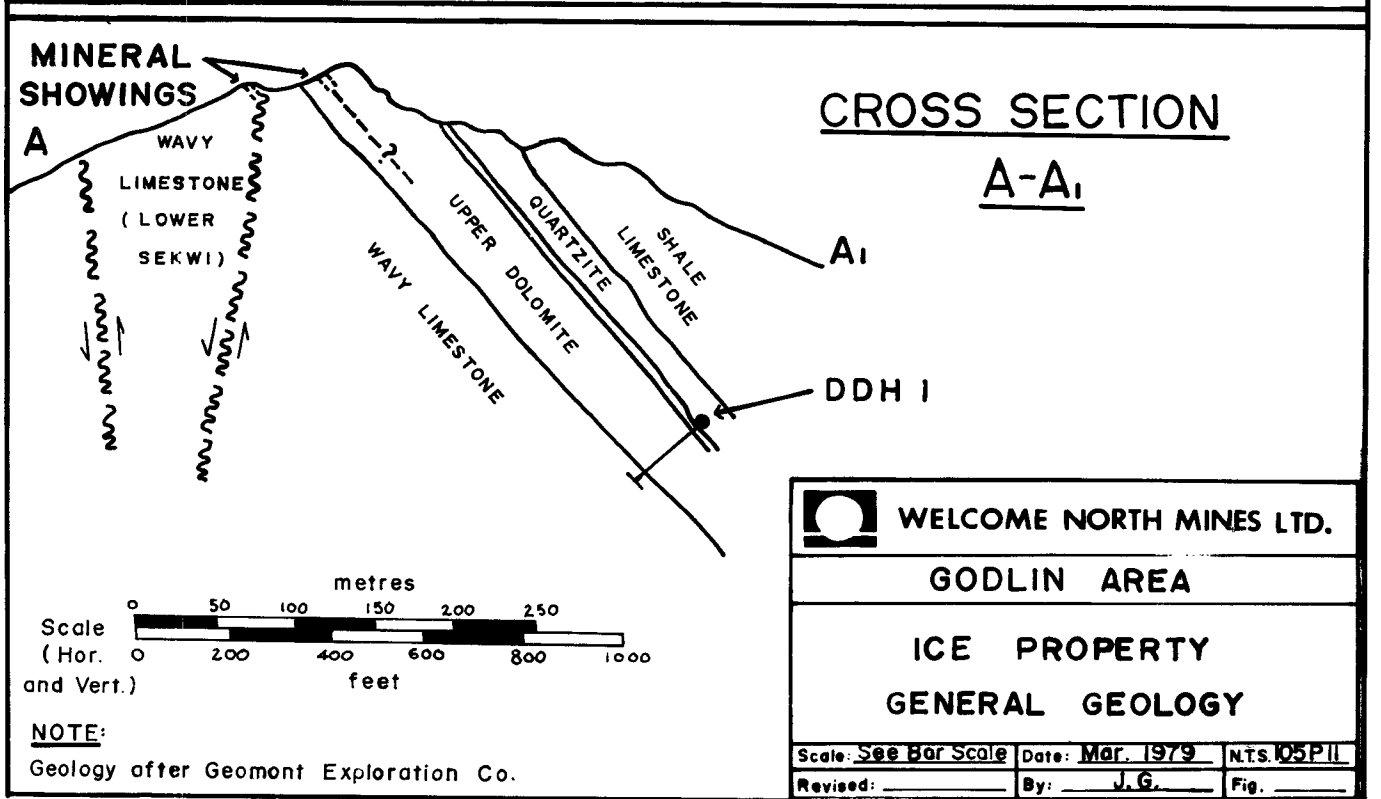 MINERAL
SHOWINGS
A
WAVY
LIMESTONE
( LOWER
SEKWI )
?
UPPER DOLOMITE
WAVY LIMESTONE
QUARTZITE
SHALE
LIMESTONE
A1
DDH 1
CROSS SECTION
A-A1
metres
0 50 100 150 200 250
Scale
( Hor.
and Vert.)
0 200 400 600 800 1000
feet
NOTE:
Geology after Geomont Exploration Co.
WELCOME NORTH MINES LTD.
GODLIN AREA
ICE PROPERTY
GENERAL GEOLOGY
Scale: See Bar Scale Date: Mar. 1979 N.T.S. 105P11
Revised: By: J.G. Fig.